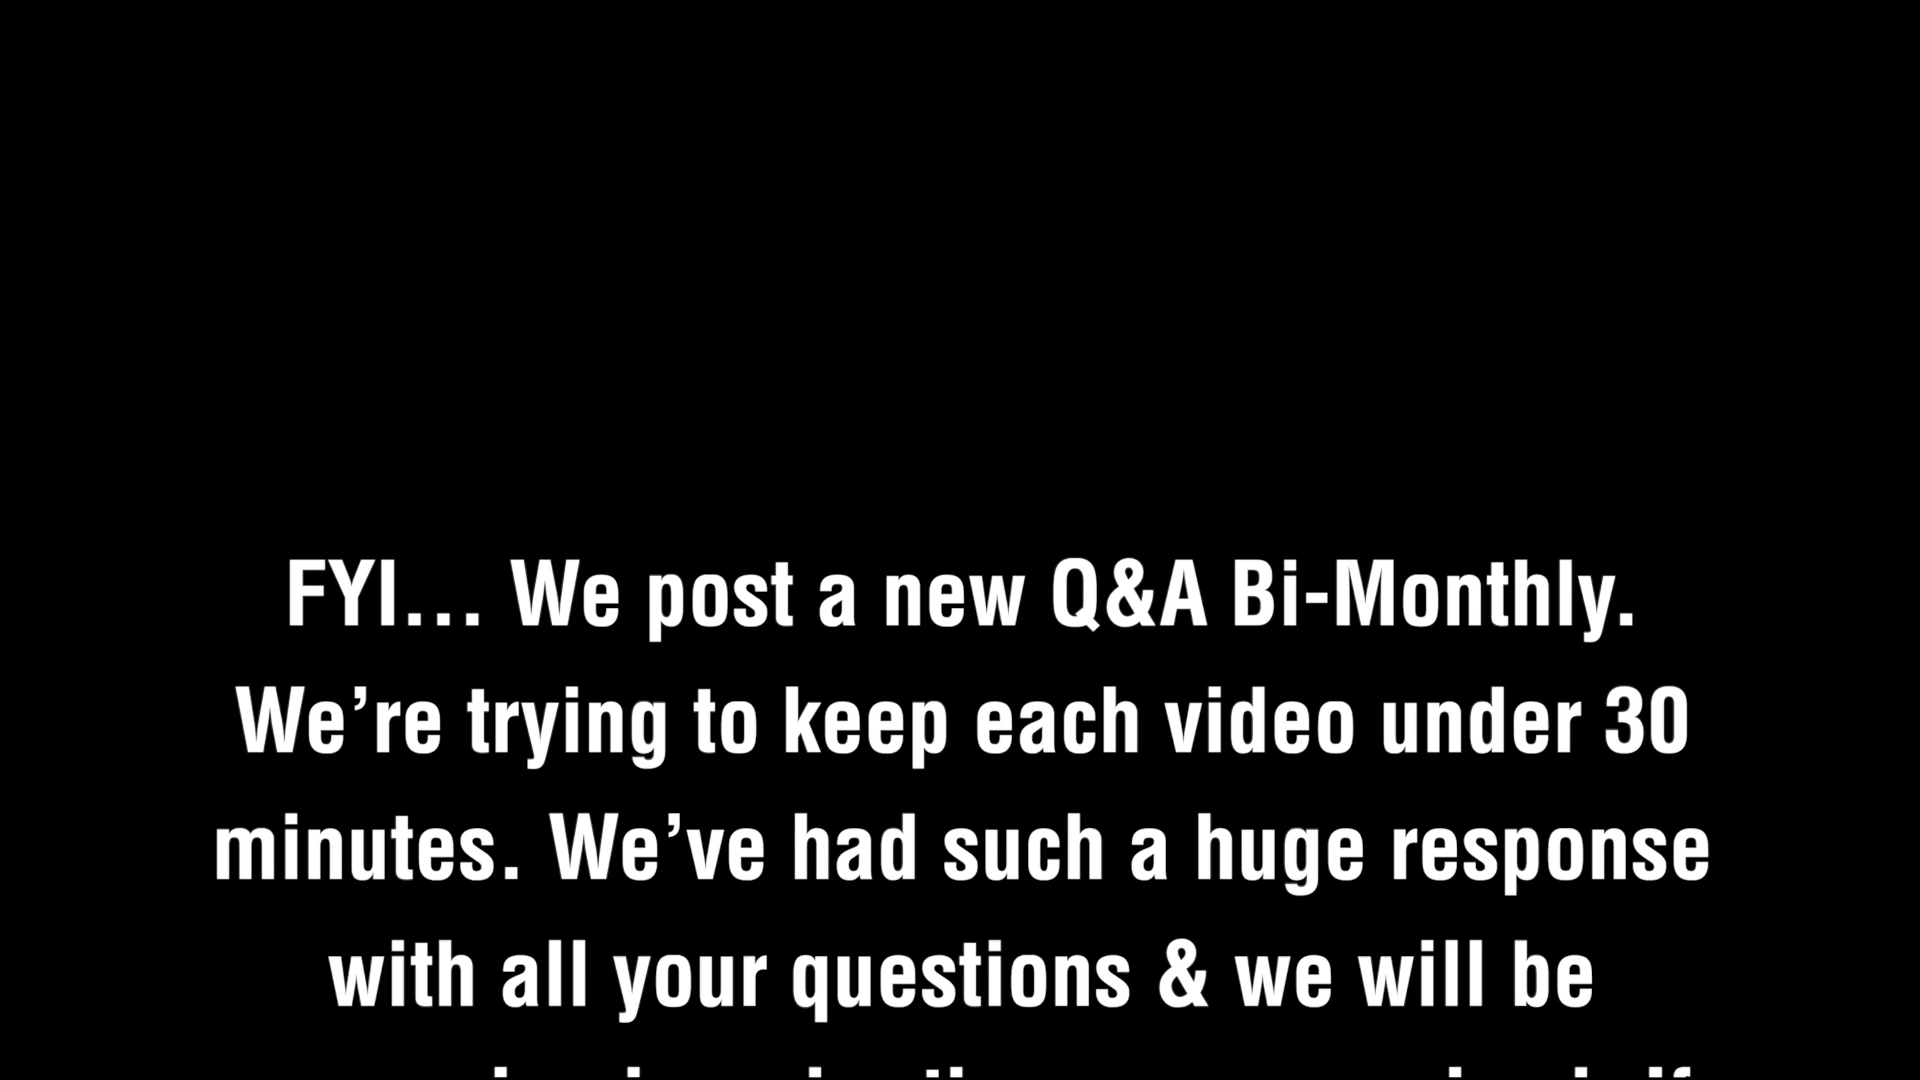 FYI... We post a new Q&A Bi-Monthly.
We’re trying to keep each video under 30
minutes. We’ve had such a huge response
with all your questions & we will be